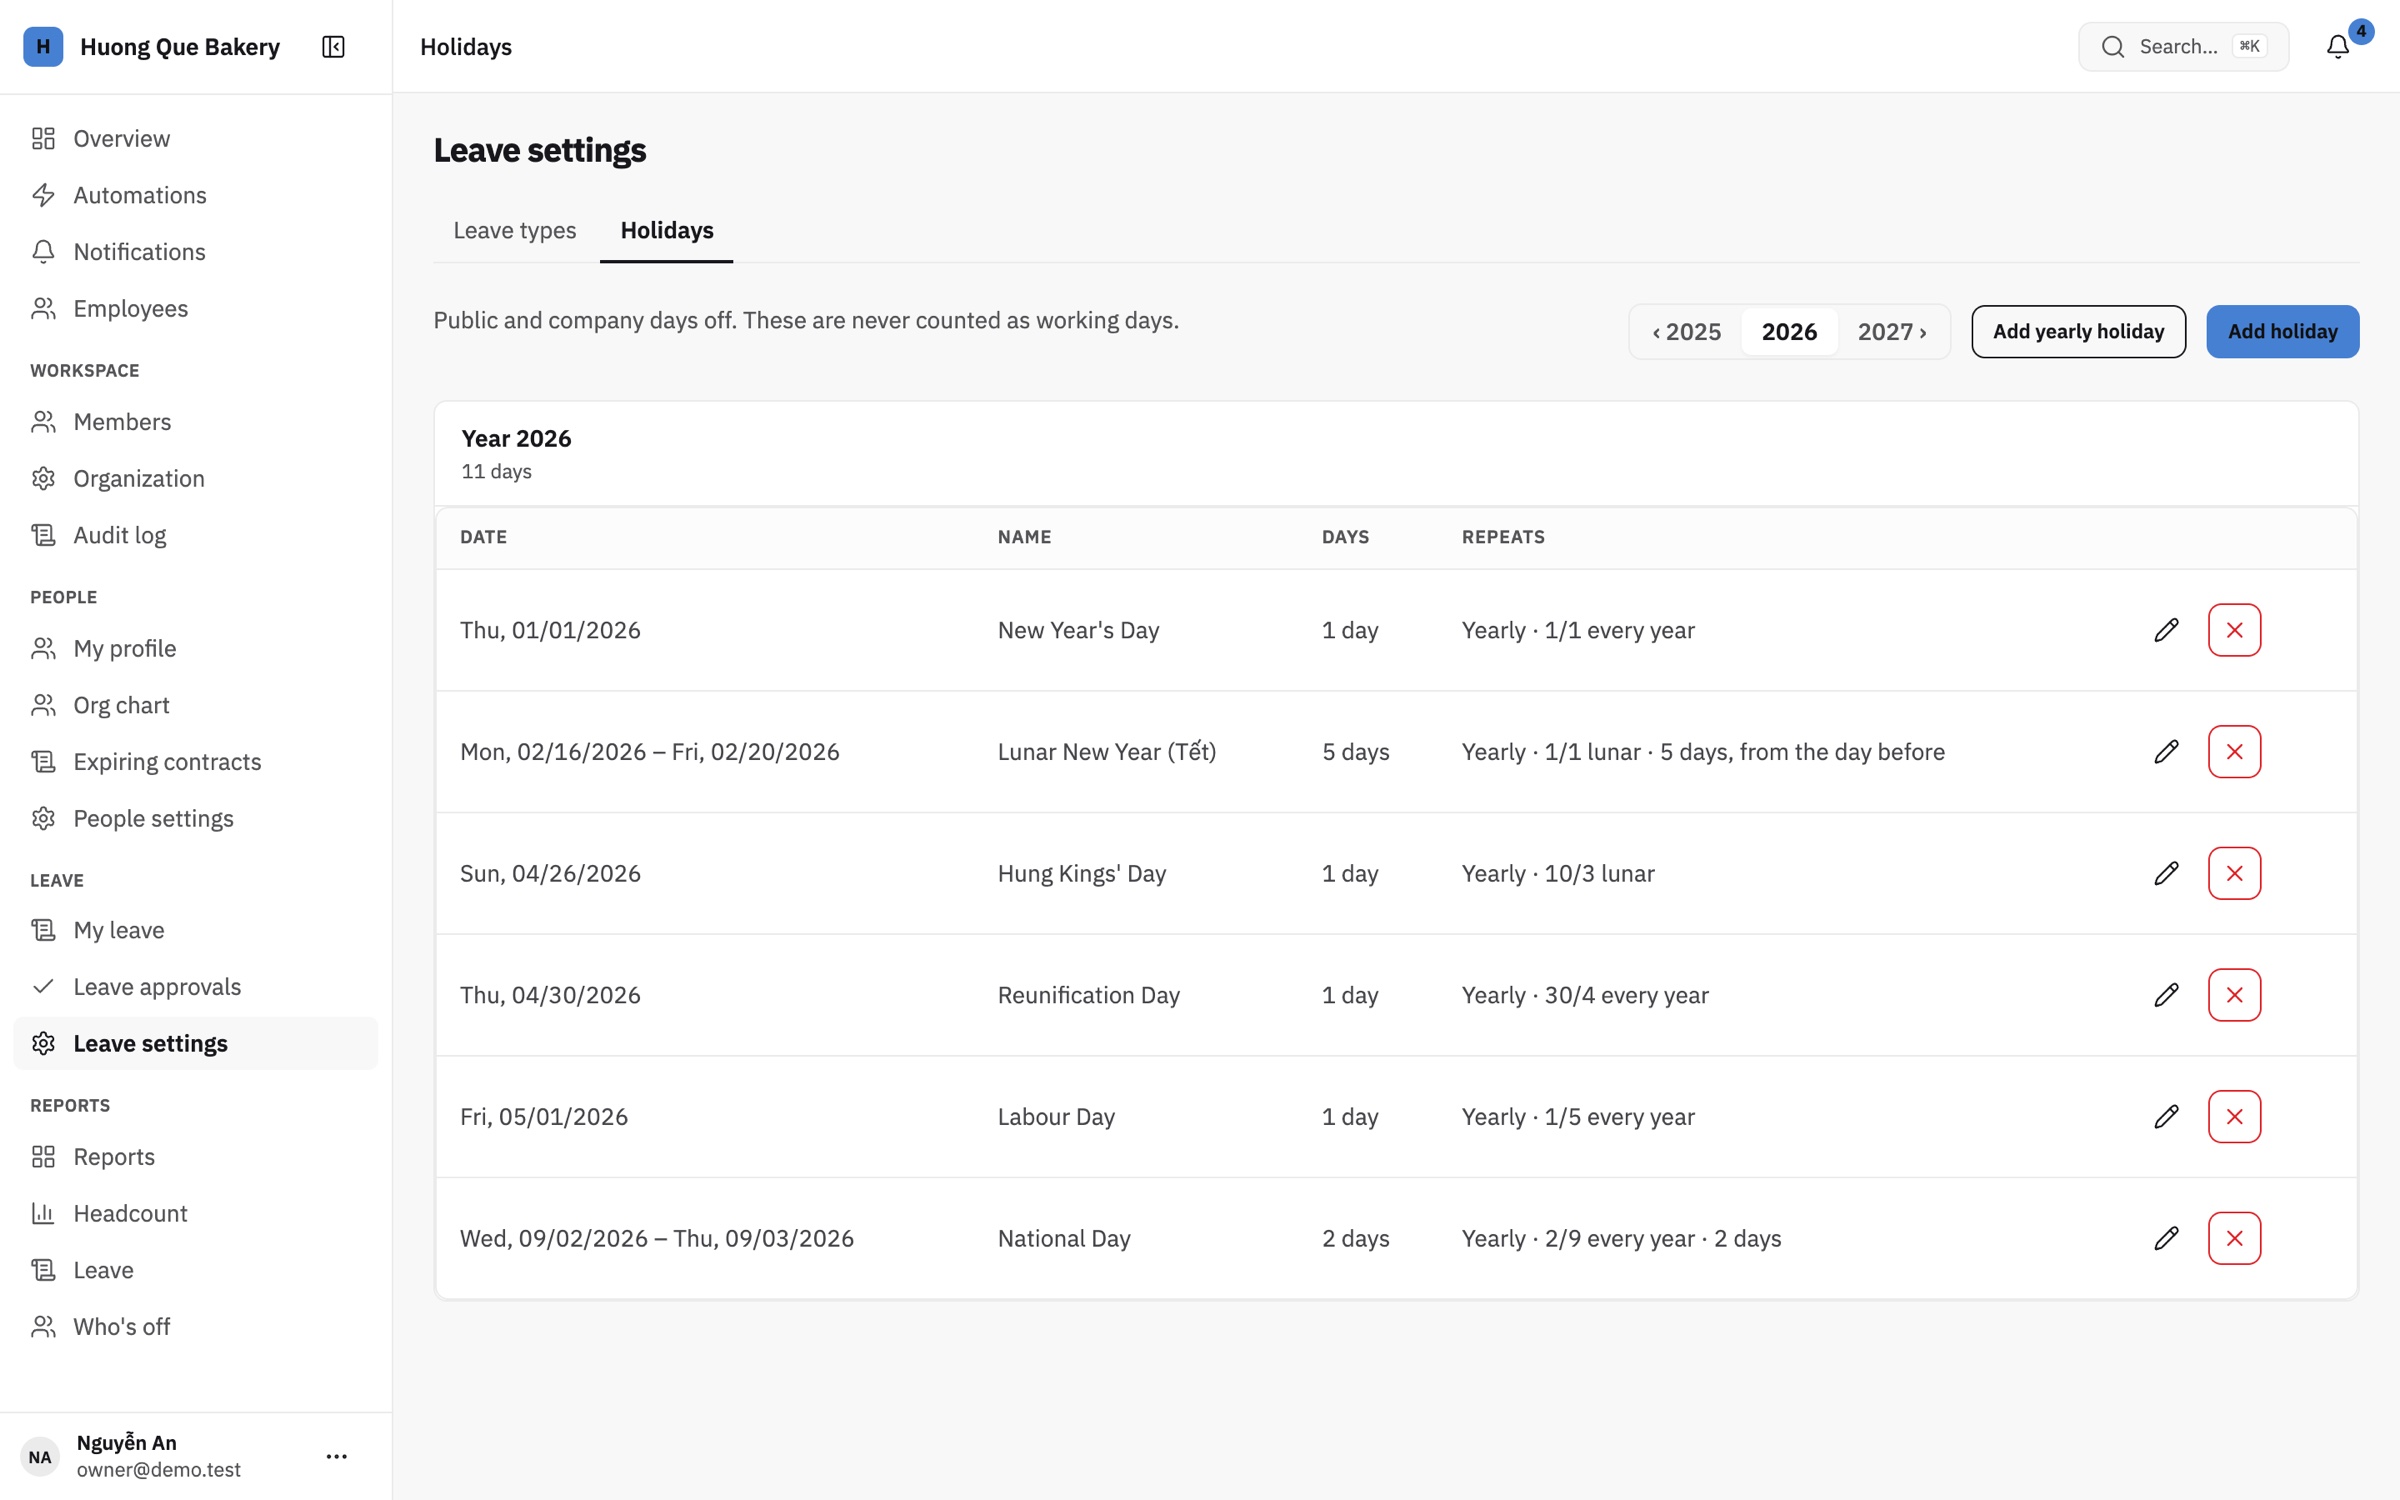 H Huong Que Bakery
Holidays
Search... ⌘K
4
Overview
Automations
Notifications
Employees
WORKSPACE
Members
Organization
Audit log
PEOPLE
My profile
Org chart
Expiring contracts
People settings
LEAVE
My leave
Leave approvals
Leave settings
REPORTS
Reports
Headcount
Leave
Who's off
NA Nguyễn An
owner@demo.test
Leave settings
Leave types Holidays
Public and company days off. These are never counted as working days.
‹ 2025 2026 2027 › Add yearly holiday Add holiday
Year 2026
11 days
DATE NAME DAYS REPEATS
Thu, 01/01/2026 New Year's Day 1 day Yearly · 1/1 every year
Mon, 02/16/2026 – Fri, 02/20/2026 Lunar New Year (Tết) 5 days Yearly · 1/1 lunar · 5 days, from the day before
Sun, 04/26/2026 Hung Kings' Day 1 day Yearly · 10/3 lunar
Thu, 04/30/2026 Reunification Day 1 day Yearly · 30/4 every year
Fri, 05/01/2026 Labour Day 1 day Yearly · 1/5 every year
Wed, 09/02/2026 – Thu, 09/03/2026 National Day 2 days Yearly · 2/9 every year · 2 days